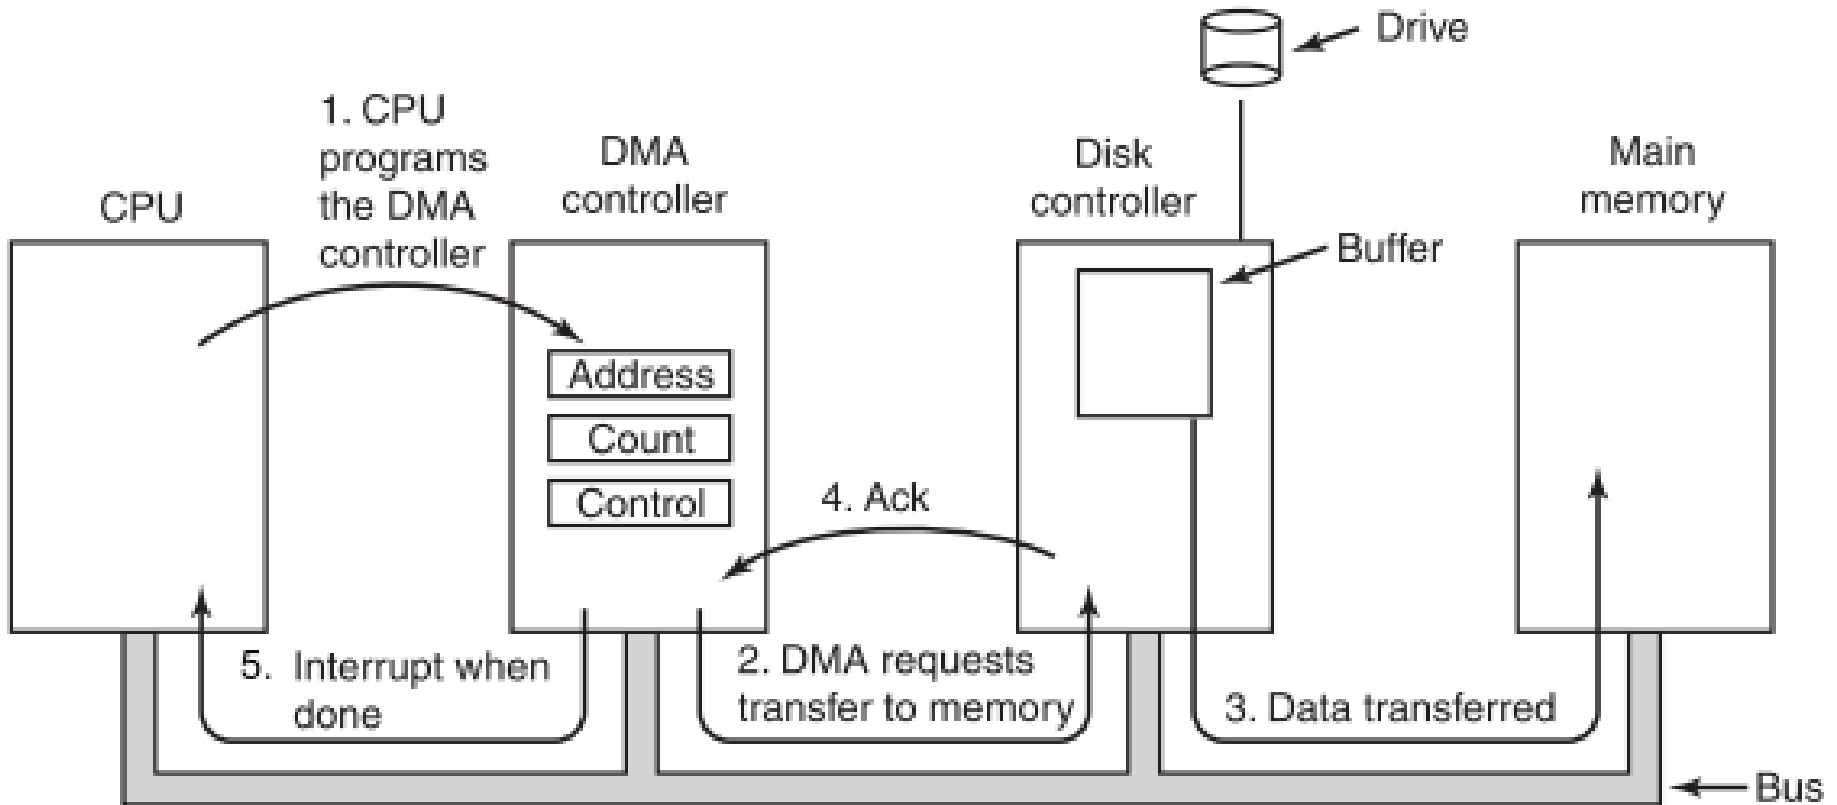 Drive
1. CPU
programs
the DMA
controller
CPU
DMA
controller
Disk
controller
Main
memory
Buffer
Address
Count
Control
4. Ack
5. Interrupt when
done
2. DMA requests
transfer to memory
3. Data transferred
Bus